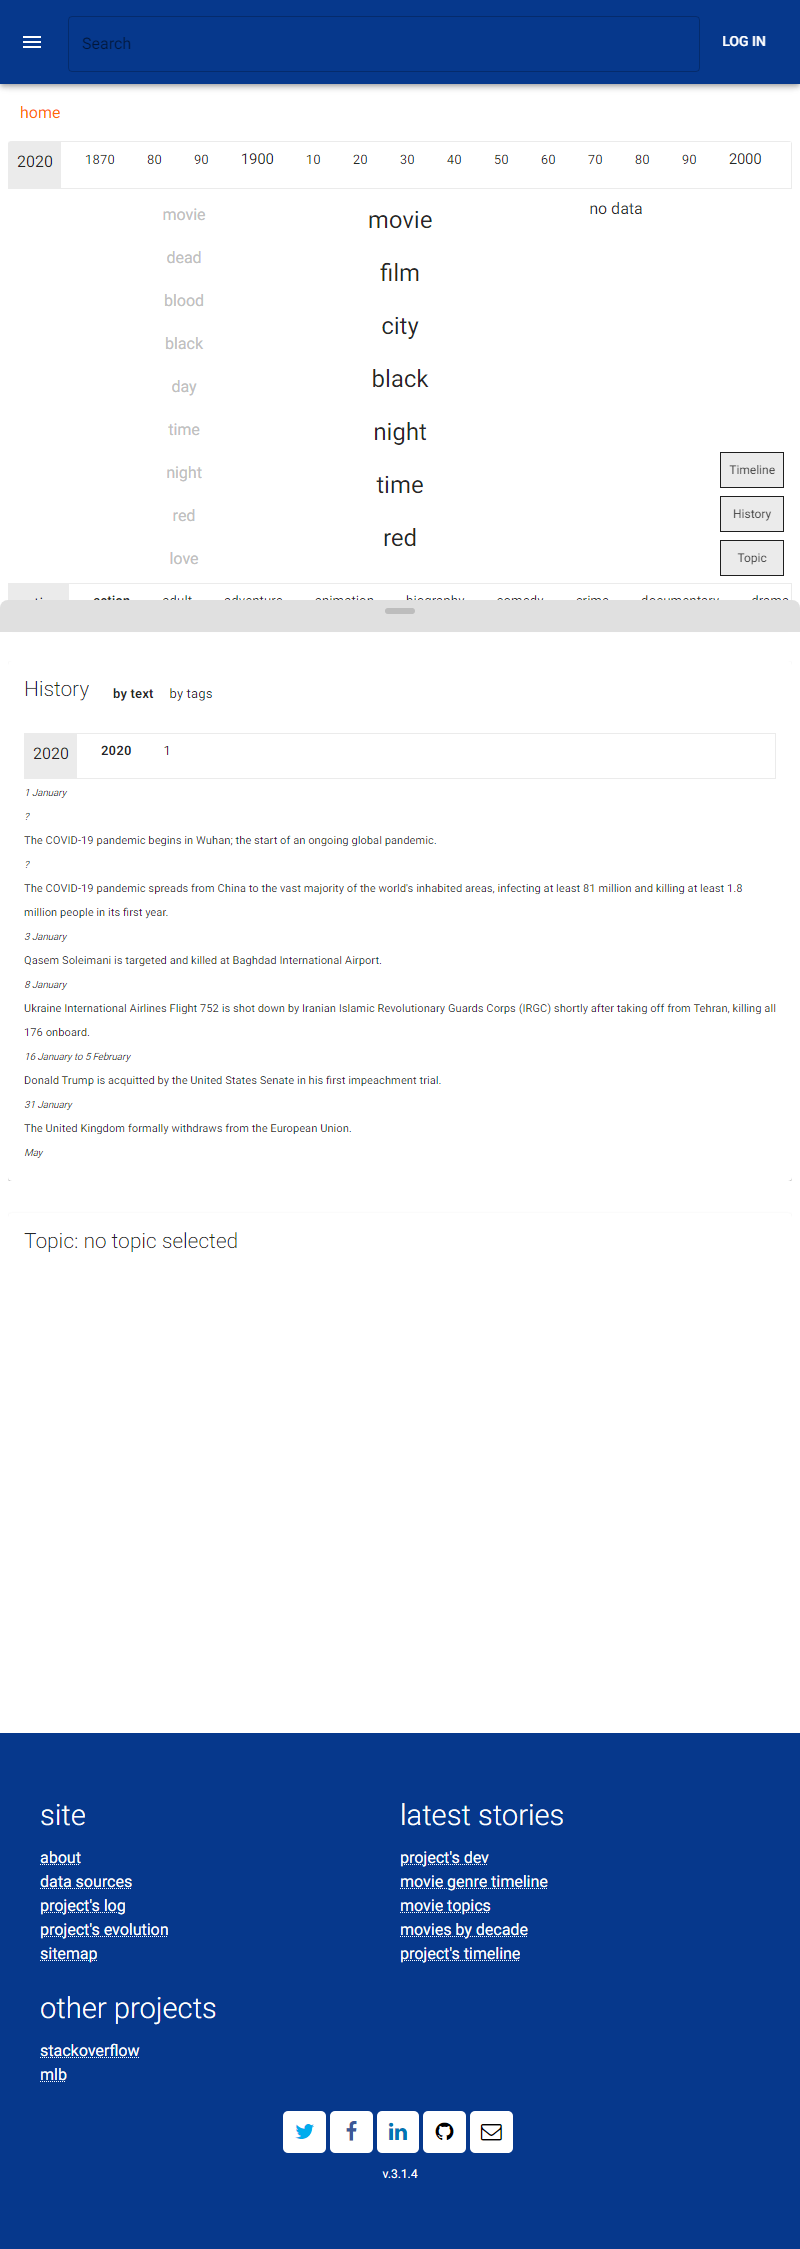 Search
LOG IN
home
2020 1870 80 90 1900 10 20 30 40 50 60 70 80 90 2000
movie
dead
blood
black
day
time
night
red
love
movie
film
city
black
night
time
red
no data
Timeline
History
Topic
action adult adventure animation biography comedy crime documentary drama
History by text by tags
2020 2020 1
1 January
?
The COVID-19 pandemic begins in Wuhan; the start of an ongoing global pandemic.
?
The COVID-19 pandemic spreads from China to the vast majority of the world's inhabited areas, infecting at least 81 million and killing at least 1.8
million people in its first year.
3 January
Qasem Soleimani is targeted and killed at Baghdad International Airport.
8 January
Ukraine International Airlines Flight 752 is shot down by Iranian Islamic Revolutionary Guards Corps (IRGC) shortly after taking off from Tehran, killing all
176 onboard.
16 January to 5 February
Donald Trump is acquitted by the United States Senate in his first impeachment trial.
31 January
The United Kingdom formally withdraws from the European Union.
May
Topic: no topic selected
site
about
data sources
project's log
project's evolution
sitemap
latest stories
project's dev
movie genre timeline
movie topics
movies by decade
project's timeline
other projects
stackoverflow
mlb
v.3.1.4